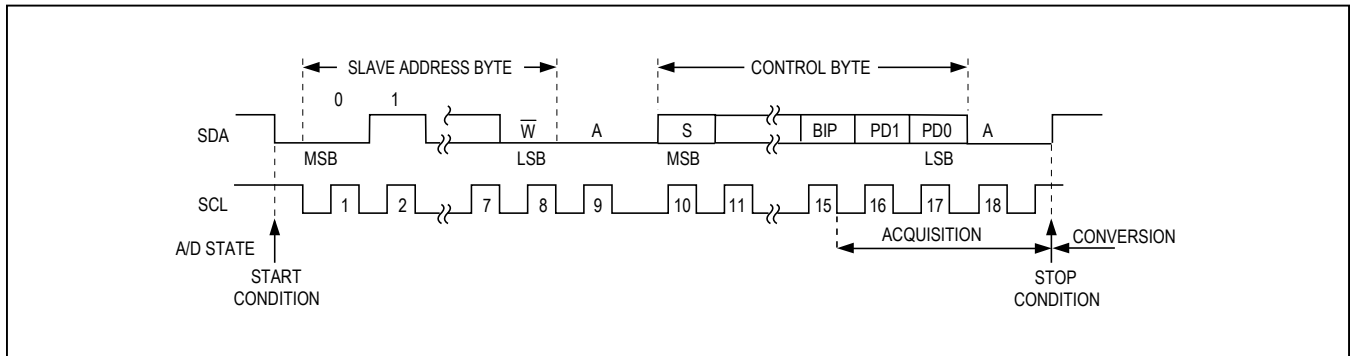 SLAVE ADDRESS BYTE CONTROL BYTE
0 1
SDA W̅ A S BIP PD1 PD0 A
MSB LSB MSB LSB
SCL 1 2 7 8 9 10 11 15 16 17 18
A/D STATE ACQUISITION CONVERSION
START STOP
CONDITION CONDITION